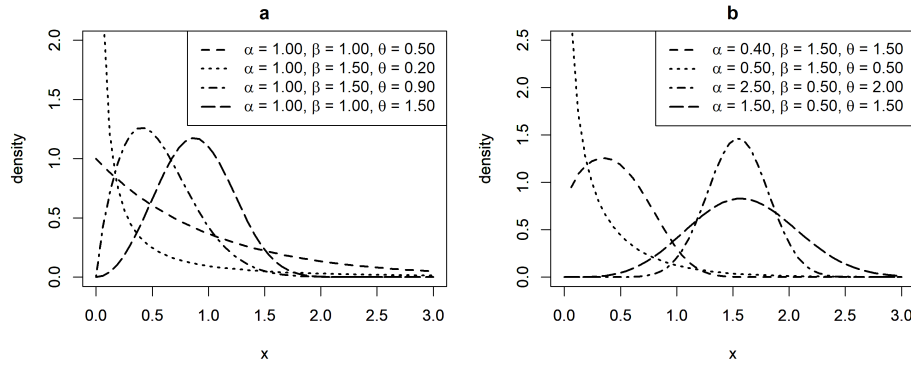 a
α = 1.00, β = 1.00, θ = 0.50
α = 1.00, β = 1.50, θ = 0.20
α = 1.00, β = 1.50, θ = 0.90
α = 1.00, β = 1.00, θ = 1.50
density
2.0
1.5
1.0
0.5
0.0
0.0 0.5 1.0 1.5 2.0 2.5 3.0
x
b
α = 0.40, β = 1.50, θ = 1.50
α = 0.50, β = 1.50, θ = 0.50
α = 2.50, β = 0.50, θ = 2.00
α = 1.50, β = 0.50, θ = 1.50
density
2.5
2.0
1.5
1.0
0.5
0.0
0.0 0.5 1.0 1.5 2.0 2.5 3.0
x